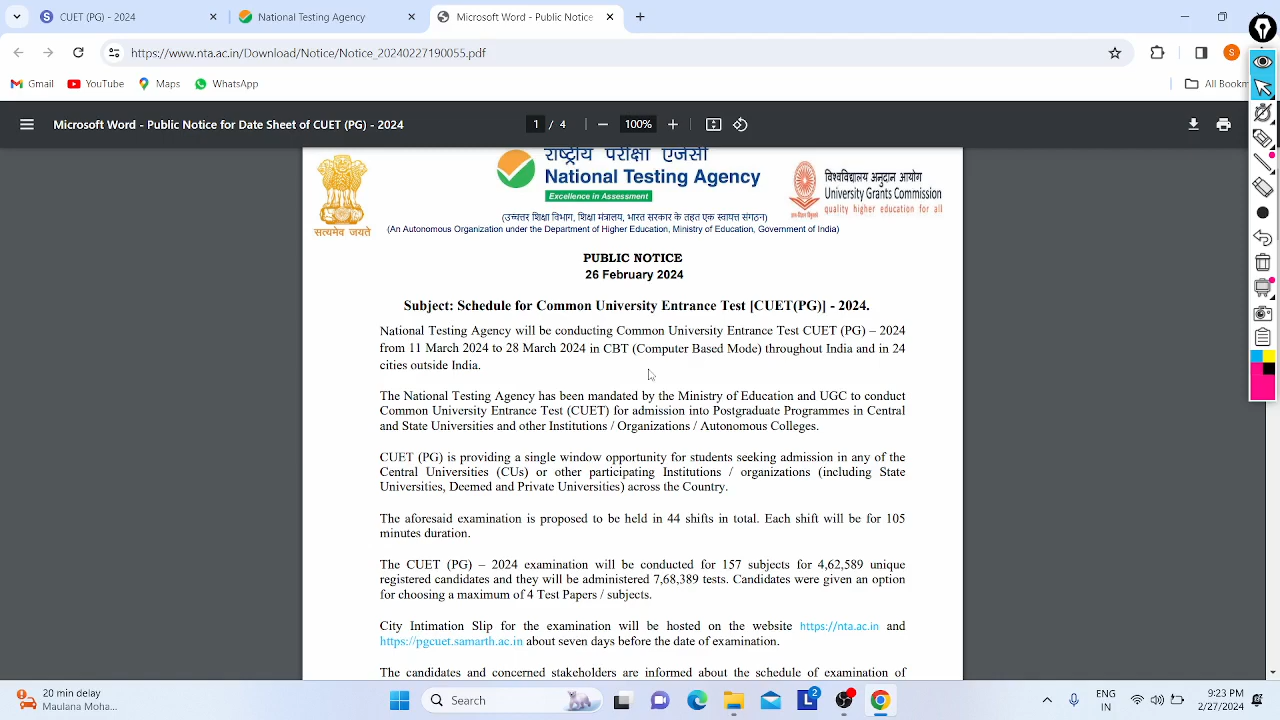 CUET (PG) - 2024
National Testing Agency
Microsoft Word - Public Notice
https://www.nta.ac.in/Download/Notice/Notice_20240227190055.pdf
S
Gmail
YouTube
Maps
WhatsApp
All Bookm
Microsoft Word - Public Notice for Date Sheet of CUET (PG) - 2024
1 / 4
100%
राष्ट्रीय परीक्षा एजेंसी
National Testing Agency
Excellence in Assessment
सत्यमेव जयते
विश्वविद्यालय अनुदान आयोग
University Grants Commission
quality higher education for all
(उच्चतर शिक्षा विभाग, शिक्षा मंत्रालय, भारत सरकार के तहत एक स्वायत्त संगठन)
(An Autonomous Organization under the Department of Higher Education, Ministry of Education, Government of India)
PUBLIC NOTICE
26 February 2024
Subject: Schedule for Common University Entrance Test [CUET(PG)] - 2024.
National Testing Agency will be conducting Common University Entrance Test CUET (PG) – 2024
from 11 March 2024 to 28 March 2024 in CBT (Computer Based Mode) throughout India and in 24
cities outside India.
The National Testing Agency has been mandated by the Ministry of Education and UGC to conduct
Common University Entrance Test (CUET) for admission into Postgraduate Programmes in Central
and State Universities and other Institutions / Organizations / Autonomous Colleges.
CUET (PG) is providing a single window opportunity for students seeking admission in any of the
Central Universities (CUs) or other participating Institutions / organizations (including State
Universities, Deemed and Private Universities) across the Country.
The aforesaid examination is proposed to be held in 44 shifts in total. Each shift will be for 105
minutes duration.
The CUET (PG) – 2024 examination will be conducted for 157 subjects for 4,62,589 unique
registered candidates and they will be administered 7,68,389 tests. Candidates were given an option
for choosing a maximum of 4 Test Papers / subjects.
City Intimation Slip for the examination will be hosted on the website https://nta.ac.in and
https://pgcuet.samarth.ac.in about seven days before the date of examination.
The candidates and concerned stakeholders are informed about the schedule of examination of
20 min delay
Maulana Moha...
Search
2
ENG
IN
9:23 PM
2/27/2024